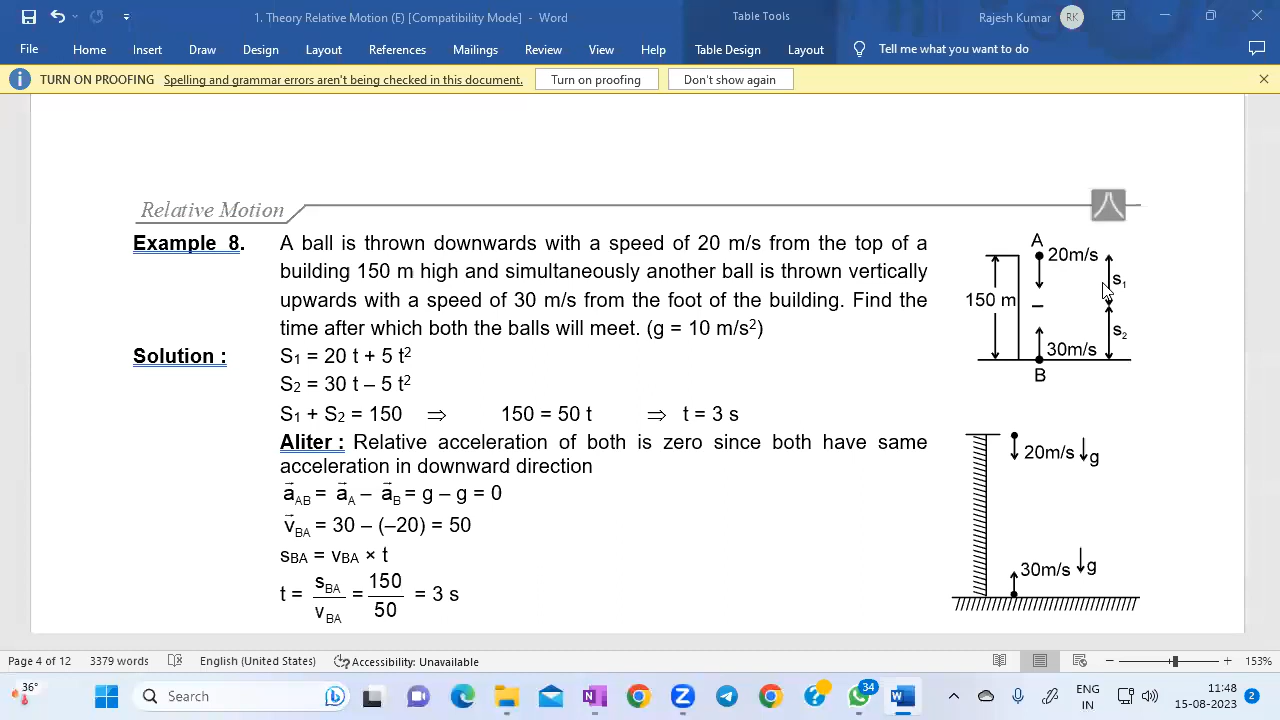 1. Theory Relative Motion (E) [Compatibility Mode] - Word
Table Tools
Rajesh Kumar
RK
File Home Insert Draw Design Layout References Mailings Review View Help Table Design Layout Tell me what you want to do
TURN ON PROOFING Spelling and grammar errors aren't being checked in this document. Turn on proofing Don't show again
Relative Motion
Example 8. A ball is thrown downwards with a speed of 20 m/s from the top of a
building 150 m high and simultaneously another ball is thrown vertically
upwards with a speed of 30 m/s from the foot of the building. Find the
time after which both the balls will meet. (g = 10 m/s²)
Solution : S₁ = 20 t + 5 t²
S₂ = 30 t – 5 t²
S₁ + S₂ = 150 ⇒ 150 = 50 t ⇒ t = 3 s
Aliter : Relative acceleration of both is zero since both have same
acceleration in downward direction
a⃗AB = a⃗A – a⃗B = g – g = 0
v⃗BA = 30 – (–20) = 50
sBA = vBA × t
t = sBA/vBA = 150/50 = 3 s
A
20m/s
s₁
150 m
s₂
30m/s
B
20m/s g
30m/s g
Page 4 of 12 3379 words English (United States) Accessibility: Unavailable 153%
36° Search 34 ENG 11:48
IN 15-08-2023 2